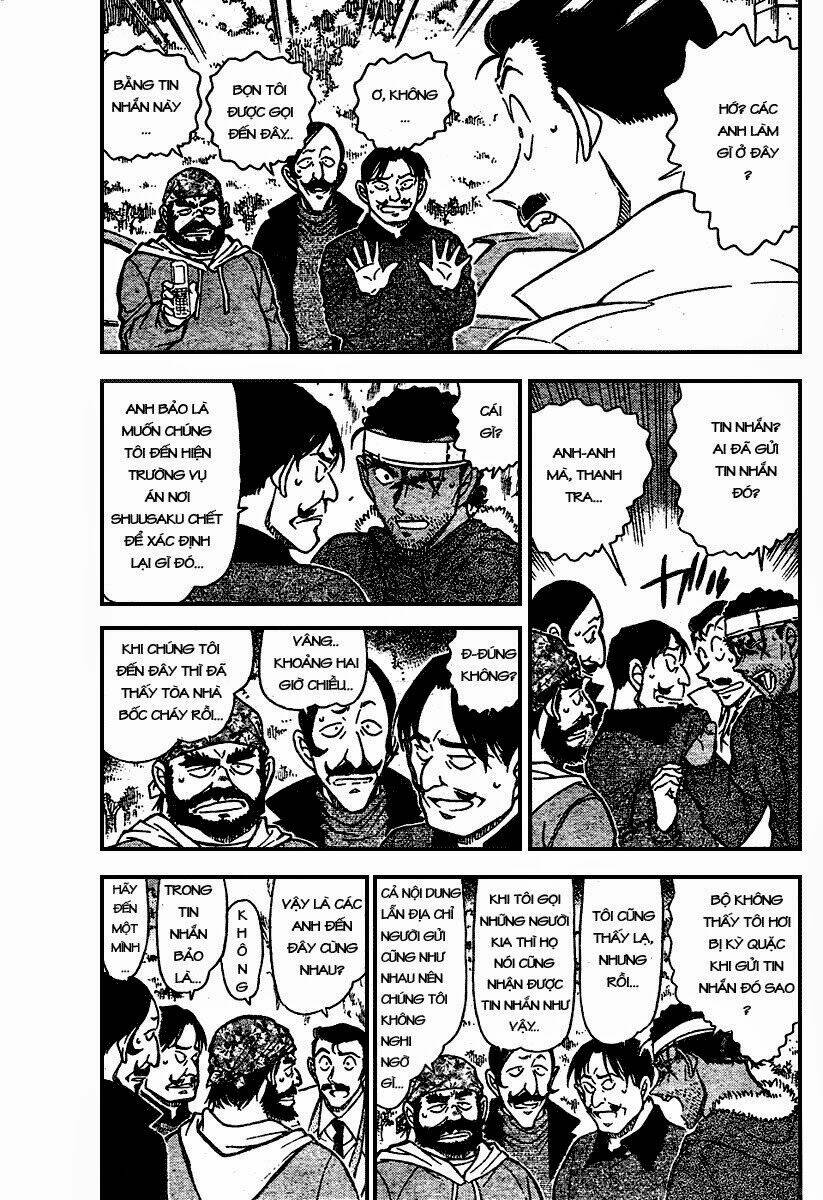 HỚ? CÁC
ANH LÀM
GÌ Ở ĐÂY
?
Ơ, KHÔNG
...
BỌN TÔI
ĐƯỢC GỌI
ĐẾN ĐÂY...
BẰNG TIN
NHẮN NÀY
...
TIN NHẮN?
AI ĐÃ GỬI
TIN NHẮN
ĐÓ?
ANH-ANH
MÀ, THANH
TRA...
CÁI
GÌ?
ANH BẢO LÀ
MUỐN CHÚNG
TÔI ĐẾN HIỆN
TRƯỜNG VỤ
ÁN NƠI
SHUUSAKU CHẾT
ĐỂ XÁC ĐỊNH
LẠI GÌ ĐÓ...
Đ-ĐÚNG
KHÔNG?
VÂNG..
KHOẢNG HAI
GIỜ CHIỀU..
KHI CHÚNG TÔI
ĐẾN ĐÂY THÌ ĐÃ
THẤY TÒA NHÀ
BỐC CHÁY RỒI...
BỘ KHÔNG
THẤY TÔI HƠI
BỊ KỲ QUẶC
KHI GỬI TIN
NHẮN ĐÓ SAO
?
TÔI CŨNG
THẤY LẠ,
NHƯNG
RỒI...
KHI TÔI GỌI
NHỮNG NGƯỜI
KIA THÌ HỌ
NÓI CŨNG
NHẬN ĐƯỢC
TIN NHẮN NHƯ
VẬY..
CẢ NỘI DUNG
LẪN ĐỊA CHỈ
NGƯỜI GỬI
CŨNG NHƯ
NHAU NÊN
CHÚNG TÔI
KHÔNG
NGHI
NGỜ
GÌ...
VẬY LÀ CÁC
ANH ĐẾN
ĐÂY CÙNG
NHAU?
KHÔNG
TRONG
TIN
NHẮN
BẢO
LÀ...
HÃY
ĐẾN
MỘT
MÌNH
...